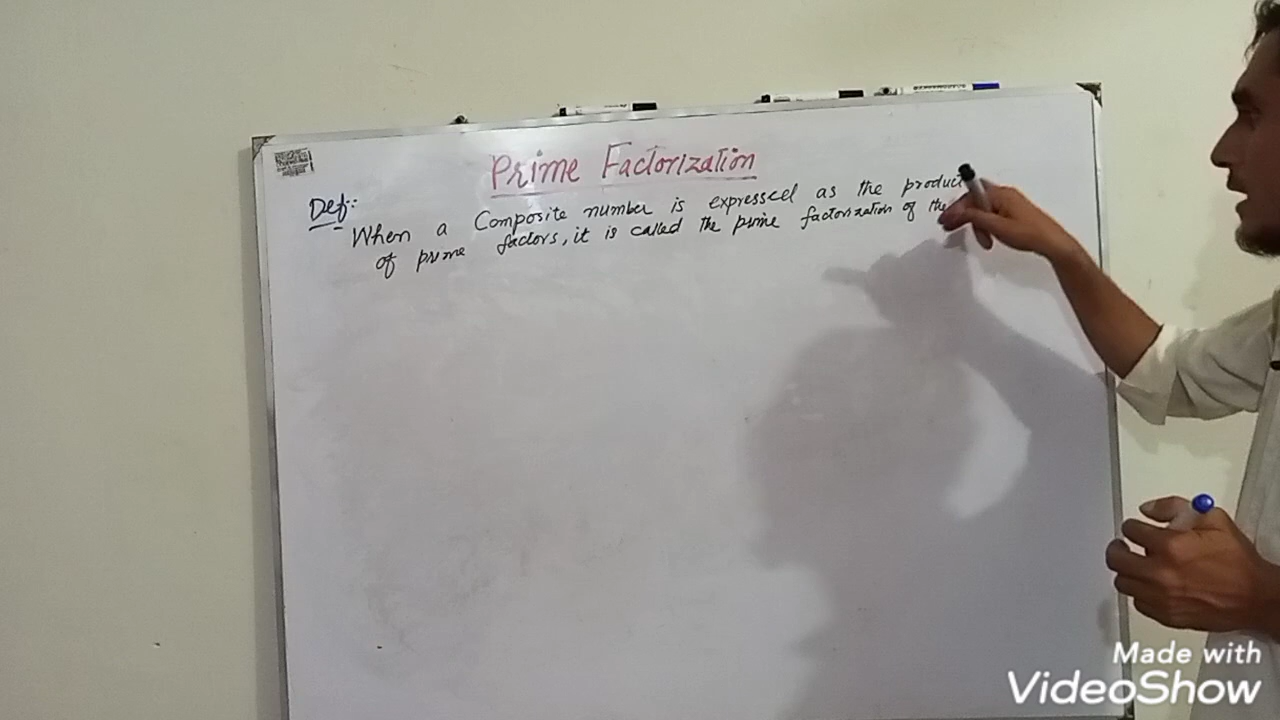 Prime Factorization
Def:
When a Composite number is expressed as the product
of prime factors, it is called the prime factorization of the
Made with
VideoShow